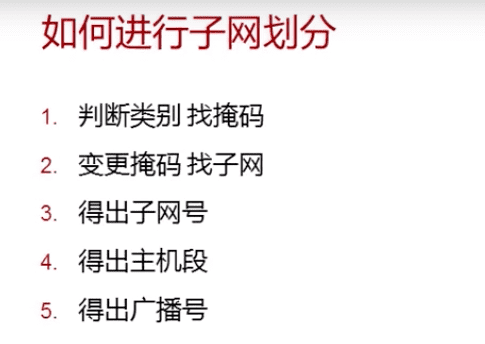 如何进行子网划分
1. 判断类别 找掩码
2. 变更掩码 找子网
3. 得出子网号
4. 得出主机段
5. 得出广播号